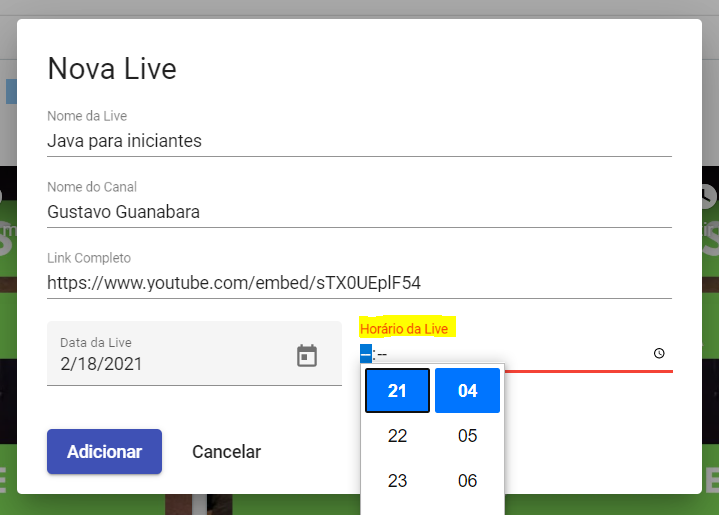 Nova Live
Nome da Live
Java para iniciantes
Nome do Canal
Gustavo Guanabara
Link Completo
https://www.youtube.com/embed/sTX0UEplF54
Data da Live
2/18/2021
Horário da Live
--:--
21 04
22 05
23 06
Adicionar Cancelar